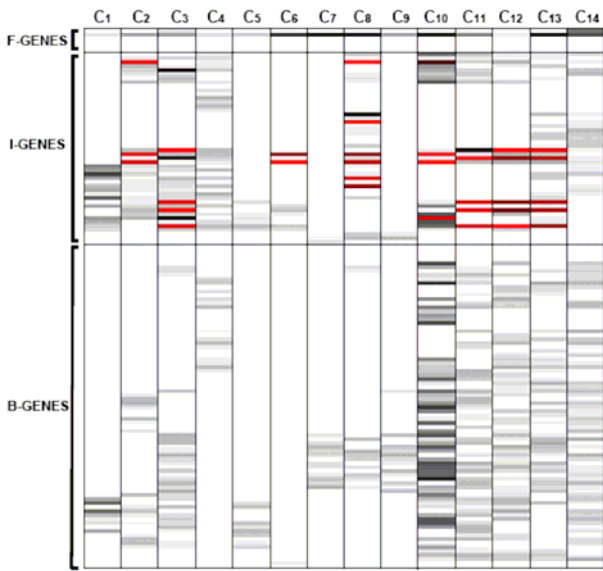 C1 C2 C3 C4 C5 C6 C7 C8 C9 C10 C11 C12 C13 C14
F-GENES
I-GENES
B-GENES